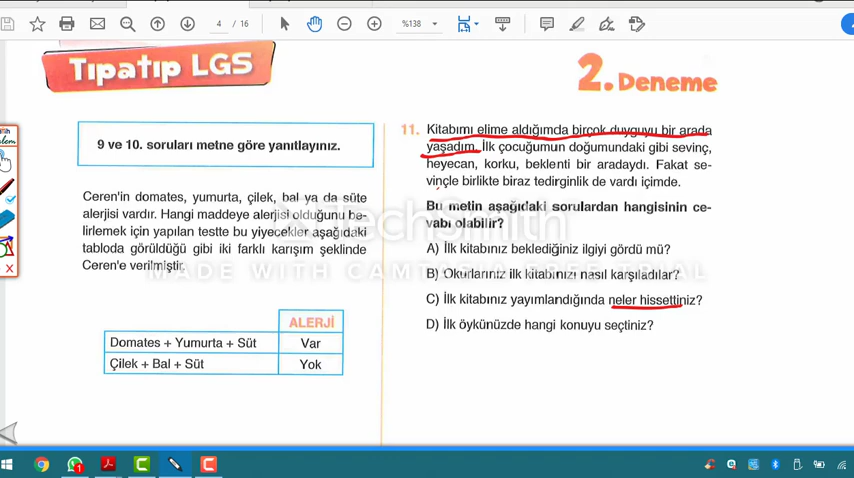 4 / 16
%138
Tıpatıp LGS
2. Deneme
9 ve 10. soruları metne göre yanıtlayınız.
Ceren'in domates, yumurta, çilek, bal ya da süte
alerjisi vardır. Hangi maddeye alerjisi olduğunu be-
lirlemek için yapılan testte bu yiyecekler aşağıdaki
tabloda görüldüğü gibi iki farklı karışım şeklinde
Ceren'e verilmiştir.
ALERJİ
Domates + Yumurta + Süt Var
Çilek + Bal + Süt Yok
11. Kitabımı elime aldığımda birçok duyguyu bir arada
yaşadım. İlk çocuğumun doğumundaki gibi sevinç,
heyecan, korku, beklenti bir aradaydı. Fakat se-
vinçle birlikte biraz tedirginlik de vardı içimde.
Bu metin aşağıdaki sorulardan hangisinin ce-
vabı olabilir?
A) İlk kitabınız beklediğiniz ilgiyi gördü mü?
B) Okurlarınız ilk kitabınızı nasıl karşıladılar?
C) İlk kitabınız yayımlandığında neler hissettiniz?
D) İlk öykünüzde hangi konuyu seçtiniz?
TechSmith
MADE WITH CAMTASIA FREE TRIAL